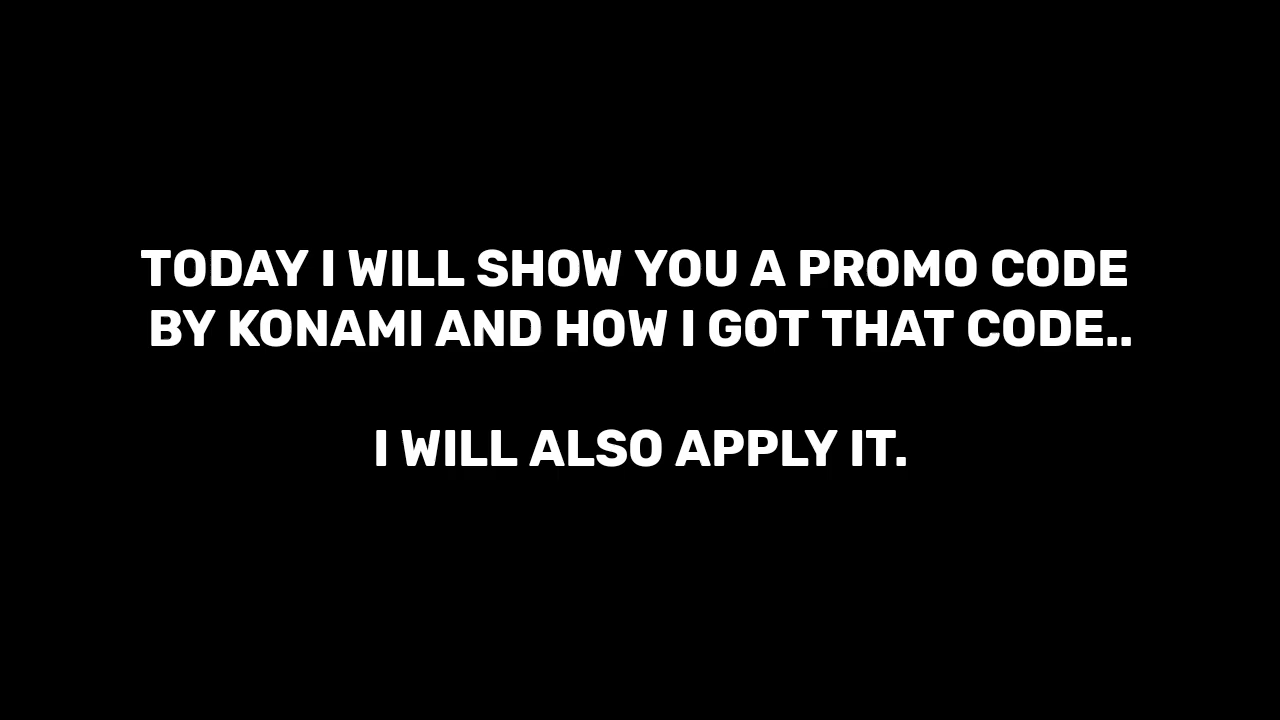 TODAY I WILL SHOW YOU A PROMO CODE
BY KONAMI AND HOW I GOT THAT CODE..
I WILL ALSO APPLY IT.